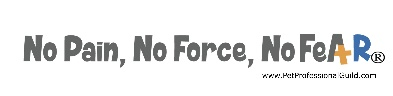 No Pain, No Force, No FeAR®
www.PetProfessionalGuild.com